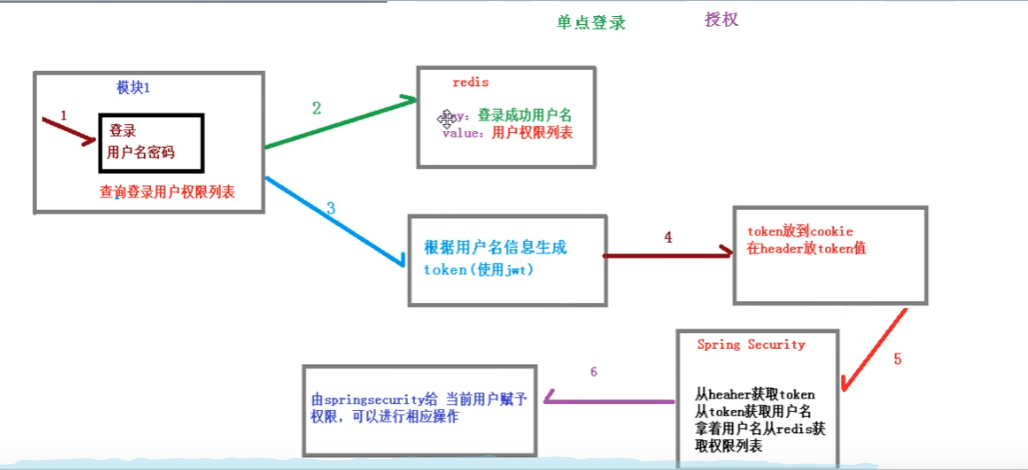 单点登录
授权
模块1
1
登录
用户名密码
查询登录用户权限列表
2
redis
登录成功用户名
value：用户权限列表
3
根据用户名信息生成
token(使用jwt)
4
token放到cookie
在header放token值
5
Spring Security
从heaher获取token
从token获取用户名
拿着用户名从redis获
取权限列表
6
由springsecurity给 当前用户赋予
权限，可以进行相应操作